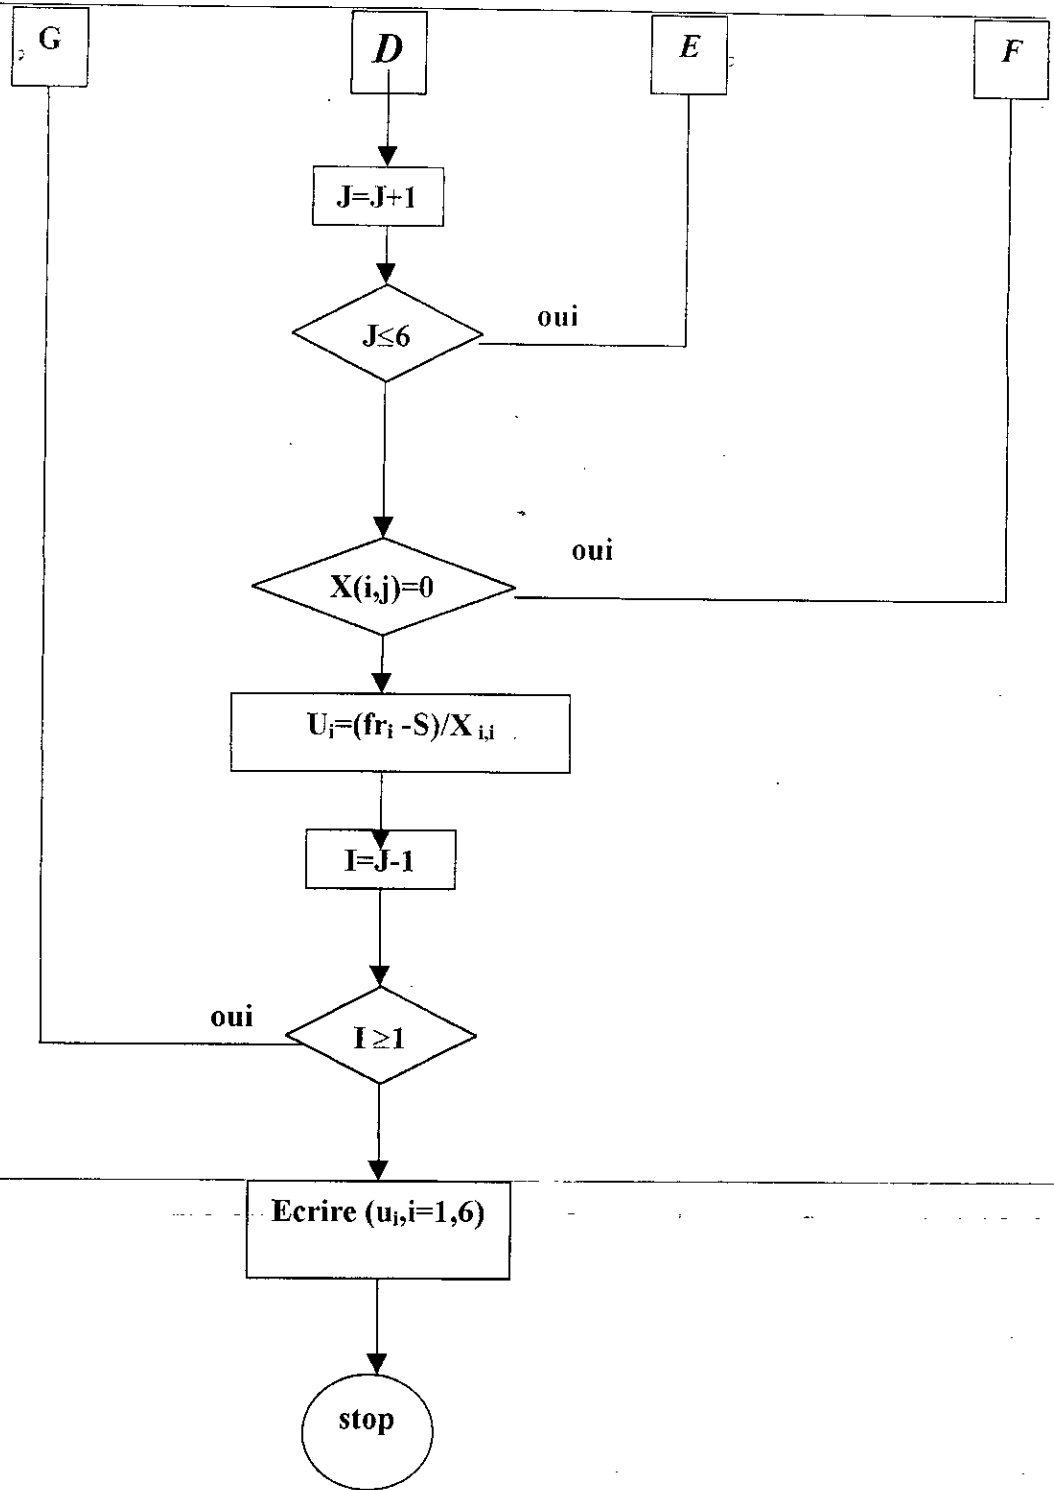 G D E F
J=J+1
J≤6
oui
oui
X(i,j)=0
Uᵢ=(frᵢ -S)/X ᵢ,ᵢ
I=J-1
oui
I ≥1
Ecrire (uᵢ,i=1,6)
stop